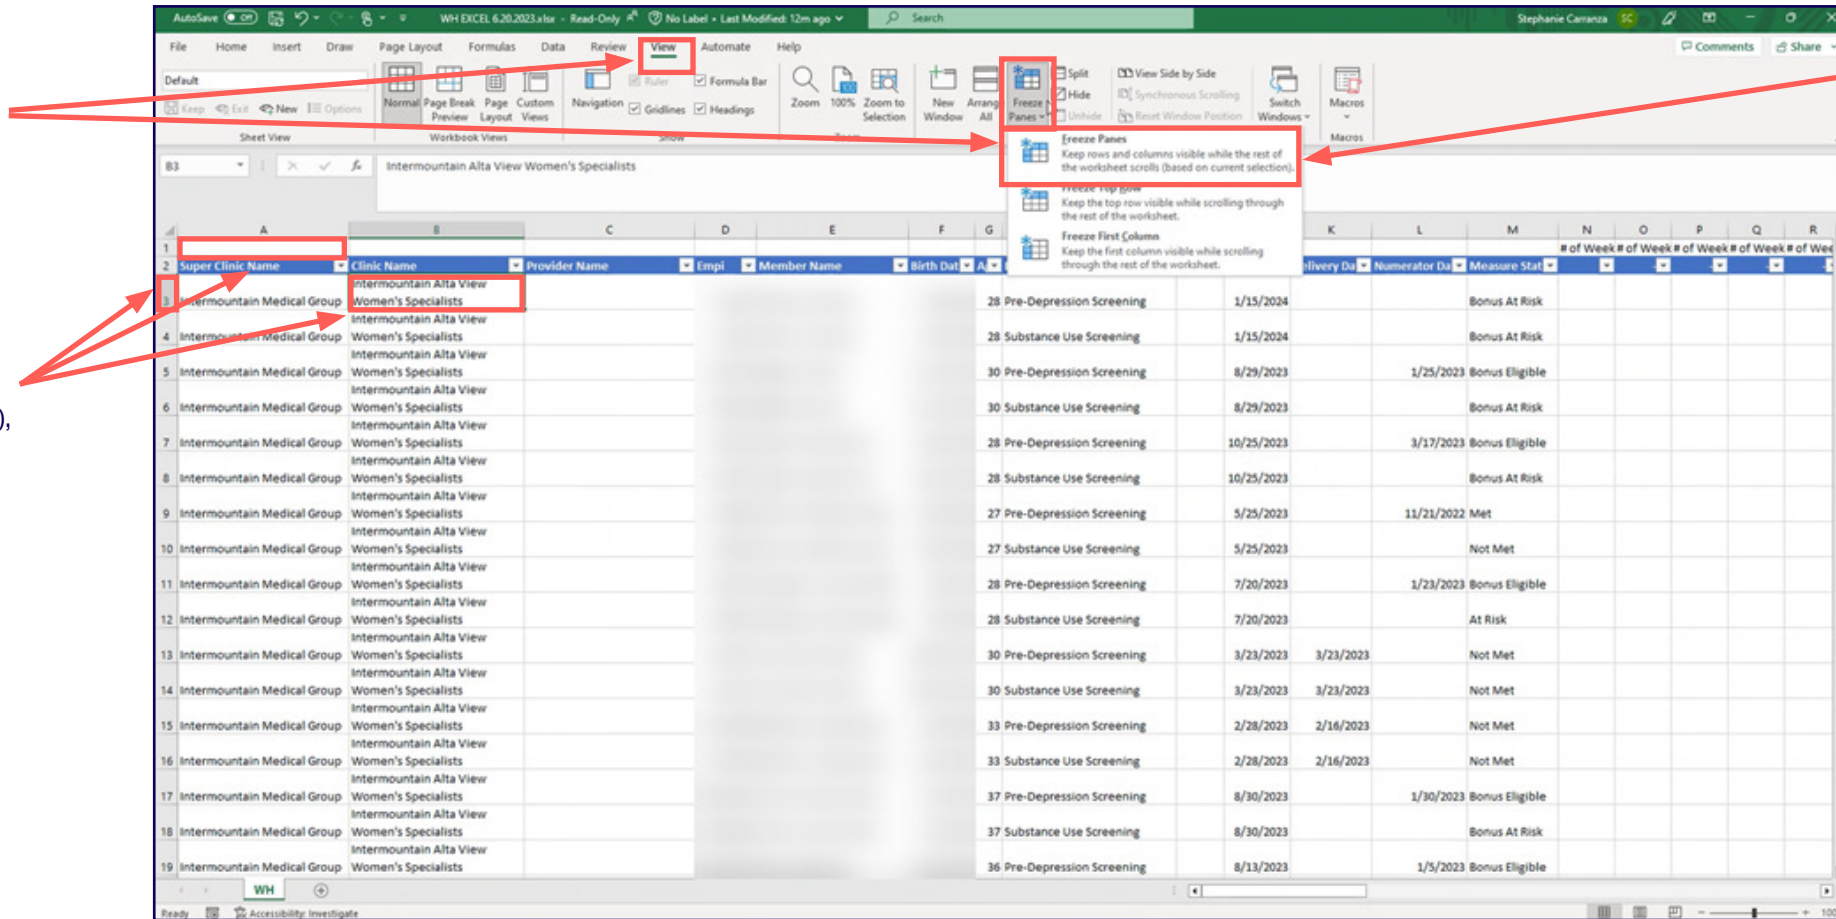 AutoSave Off WH EXCEL 6.20.2023.xlsx - Read-Only No Label • Last Modified: 12m ago Search Stephanie Carranza SC
File Home Insert Draw Page Layout Formulas Data Review View Automate Help Comments Share
Default
Keep Exit New Options
Sheet View
Normal Page Break Preview Page Layout Custom Views
Workbook Views
Navigation Ruler Formula Bar
Gridlines Headings
Show
Zoom 100% Zoom to Selection
New Window Arrange All Freeze Panes
Split View Side by Side
Hide Synchronous Scrolling
Unhide Reset Window Position
Switch Windows Macros
Macros
Freeze Panes
Keep rows and columns visible while the rest of
the worksheet scrolls (based on current selection).
Freeze Top Row
Keep the top row visible while scrolling through
the rest of the worksheet.
Freeze First Column
Keep the first column visible while scrolling
through the rest of the worksheet.
B3 fx Intermountain Alta View Women's Specialists
A B C D E F G K L M N O P Q R
1 # of Week # of Week # of Week # of Week # of Wee
2 Super Clinic Name Clinic Name Provider Name Empi Member Name Birth Dat A livery Da Numerator Da Measure Stat
3 Intermountain Medical Group Intermountain Alta View Women's Specialists 28 Pre-Depression Screening 1/15/2024 Bonus At Risk
4 Intermountain Medical Group Intermountain Alta View Women's Specialists 28 Substance Use Screening 1/15/2024 Bonus At Risk
5 Intermountain Medical Group Intermountain Alta View Women's Specialists 30 Pre-Depression Screening 8/29/2023 1/25/2023 Bonus Eligible
6 Intermountain Medical Group Intermountain Alta View Women's Specialists 30 Substance Use Screening 8/29/2023 Bonus At Risk
7 Intermountain Medical Group Intermountain Alta View Women's Specialists 28 Pre-Depression Screening 10/25/2023 3/17/2023 Bonus Eligible
8 Intermountain Medical Group Intermountain Alta View Women's Specialists 28 Substance Use Screening 10/25/2023 Bonus At Risk
9 Intermountain Medical Group Intermountain Alta View Women's Specialists 27 Pre-Depression Screening 5/25/2023 11/21/2022 Met
10 Intermountain Medical Group Intermountain Alta View Women's Specialists 27 Substance Use Screening 5/25/2023 Not Met
11 Intermountain Medical Group Intermountain Alta View Women's Specialists 28 Pre-Depression Screening 7/20/2023 1/23/2023 Bonus Eligible
12 Intermountain Medical Group Intermountain Alta View Women's Specialists 28 Substance Use Screening 7/20/2023 At Risk
13 Intermountain Medical Group Intermountain Alta View Women's Specialists 30 Pre-Depression Screening 3/23/2023 3/23/2023 Not Met
14 Intermountain Medical Group Intermountain Alta View Women's Specialists 30 Substance Use Screening 3/23/2023 3/23/2023 Not Met
15 Intermountain Medical Group Intermountain Alta View Women's Specialists 33 Pre-Depression Screening 2/28/2023 2/16/2023 Not Met
16 Intermountain Medical Group Intermountain Alta View Women's Specialists 33 Substance Use Screening 2/28/2023 2/16/2023 Not Met
17 Intermountain Medical Group Intermountain Alta View Women's Specialists 37 Pre-Depression Screening 8/30/2023 1/30/2023 Bonus Eligible
18 Intermountain Medical Group Intermountain Alta View Women's Specialists 37 Substance Use Screening 8/30/2023 Bonus At Risk
19 Intermountain Medical Group Intermountain Alta View Women's Specialists 36 Pre-Depression Screening 8/13/2023 1/5/2023 Bonus Eligible
),
WH
Ready Accessibility: Investigate 100